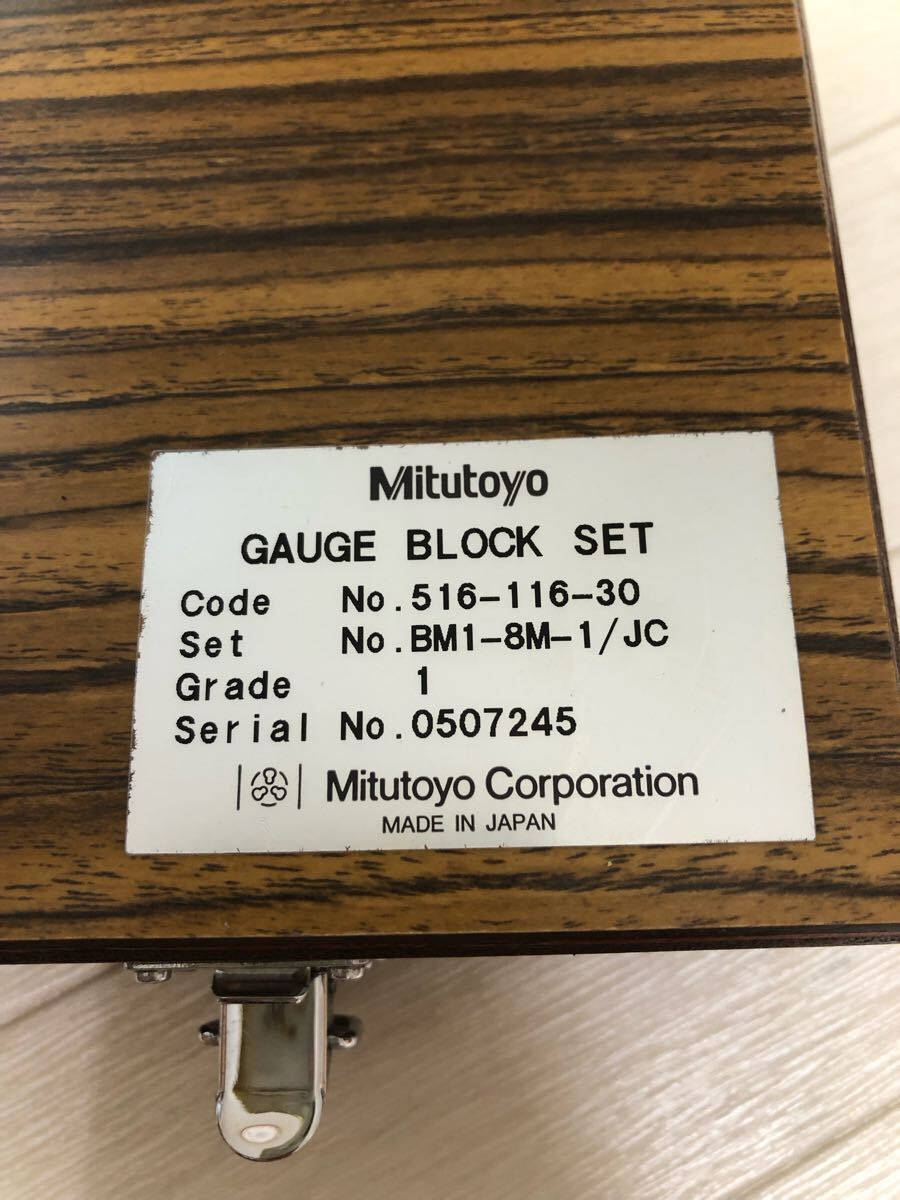 Mitutoyo
GAUGE BLOCK SET
Code No.516-116-30
Set No.BM1-8M-1/JC
Grade 1
Serial No.0507245
Mitutoyo Corporation
MADE IN JAPAN